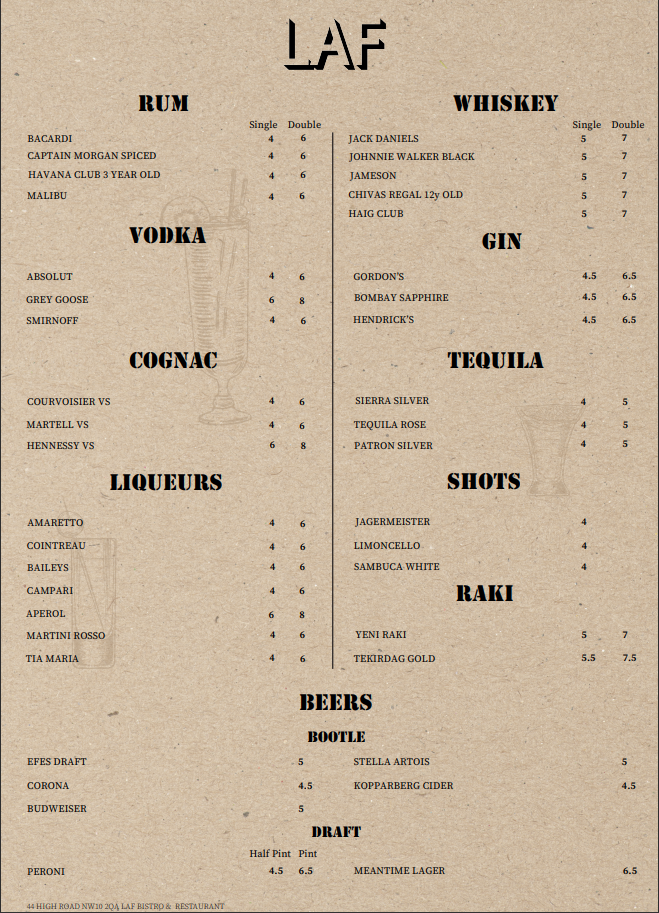 LAF
RUM
Single Double
BACARDI 4 6
CAPTAIN MORGAN SPICED 4 6
HAVANA CLUB 3 YEAR OLD 4 6
MALIBU 4 6
VODKA
ABSOLUT 4 6
GREY GOOSE 6 8
SMIRNOFF 4 6
COGNAC
COURVOISIER VS 4 6
MARTELL VS 4 6
HENNESSY VS 6 8
LIQUEURS
AMARETTO 4 6
COINTREAU 4 6
BAILEYS 4 6
CAMPARI 4 6
APEROL 6 8
MARTINI ROSSO 4 6
TIA MARIA 4 6
WHISKEY
Single Double
JACK DANIELS 5 7
JOHNNIE WALKER BLACK 5 7
JAMESON 5 7
CHIVAS REGAL 12y OLD 5 7
HAIG CLUB 5 7
GIN
GORDON'S 4.5 6.5
BOMBAY SAPPHIRE 4.5 6.5
HENDRICK'S 4.5 6.5
TEQUILA
SIERRA SILVER 4 5
TEQUILA ROSE 4 5
PATRON SILVER 4 5
SHOTS
JAGERMEISTER 4
LIMONCELLO 4
SAMBUCA WHITE 4
RAKI
YENI RAKI 5 7
TEKIRDAG GOLD 5.5 7.5
BEERS
BOOTLE
EFES DRAFT 5
CORONA 4.5
BUDWEISER 5
STELLA ARTOIS 5
KOPPARBERG CIDER 4.5
DRAFT
Half Pint Pint
PERONI 4.5 6.5
MEANTIME LAGER 6.5
44 HIGH ROAD NW10 2QA LAF BISTRO & RESTAURANT